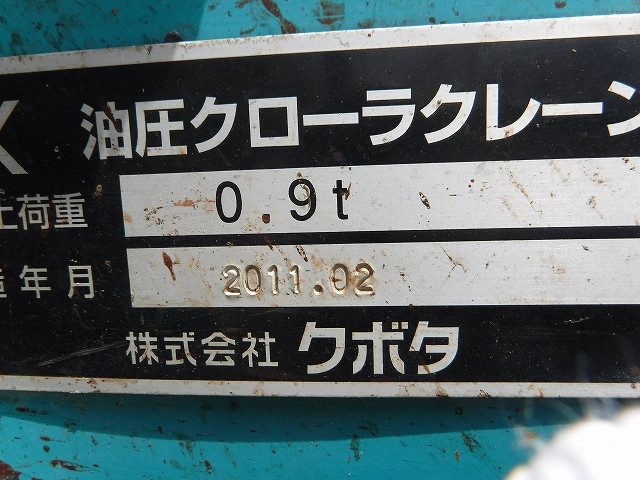 油圧クローラクレーン
荷重 0.9t
年月 2011.02
株式会社 クボタ